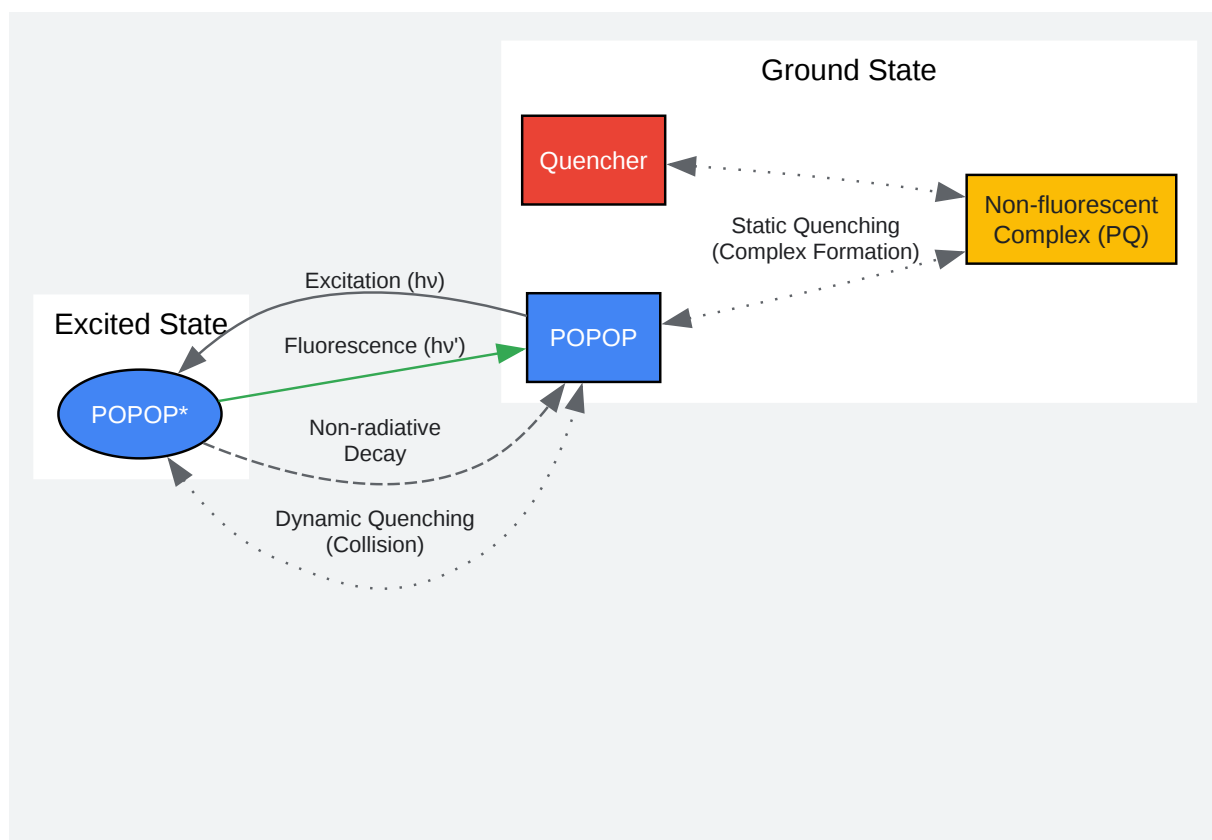 Ground State
Quencher
Non-fluorescent
Complex (PQ)
Static Quenching
(Complex Formation)
Excitation (hν)
Excited State
Fluorescence (hν')
POPOP
POPOP*
Non-radiative
Decay
Dynamic Quenching
(Collision)